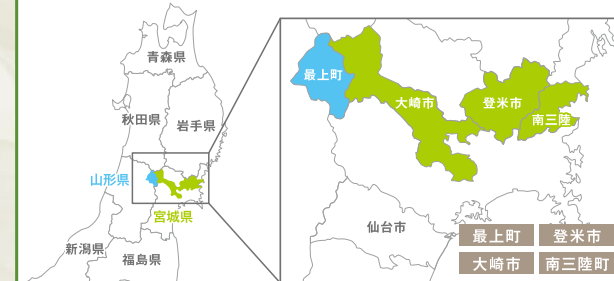 青森県
秋田県
岩手県
山形県
宮城県
新潟県
福島県
最上町
大崎市
登米市
南三陸
仙台市
最上町 登米市
大崎市 南三陸町